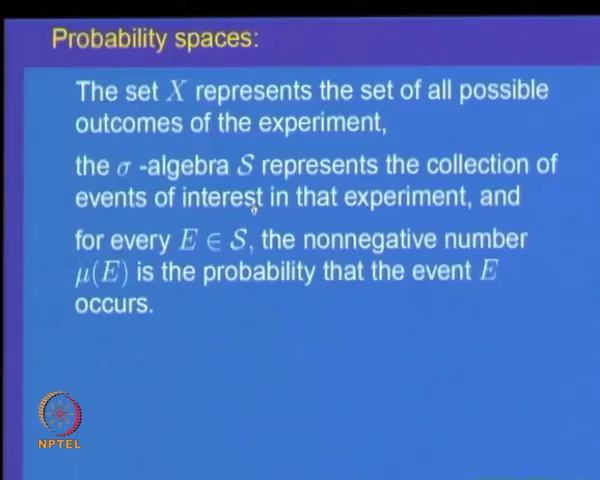 Probability spaces:
The set X represents the set of all possible
outcomes of the experiment,
the σ -algebra S represents the collection of
events of interest in that experiment, and
for every E ∈ S, the nonnegative number
μ(E) is the probability that the event E
occurs.
NPTEL